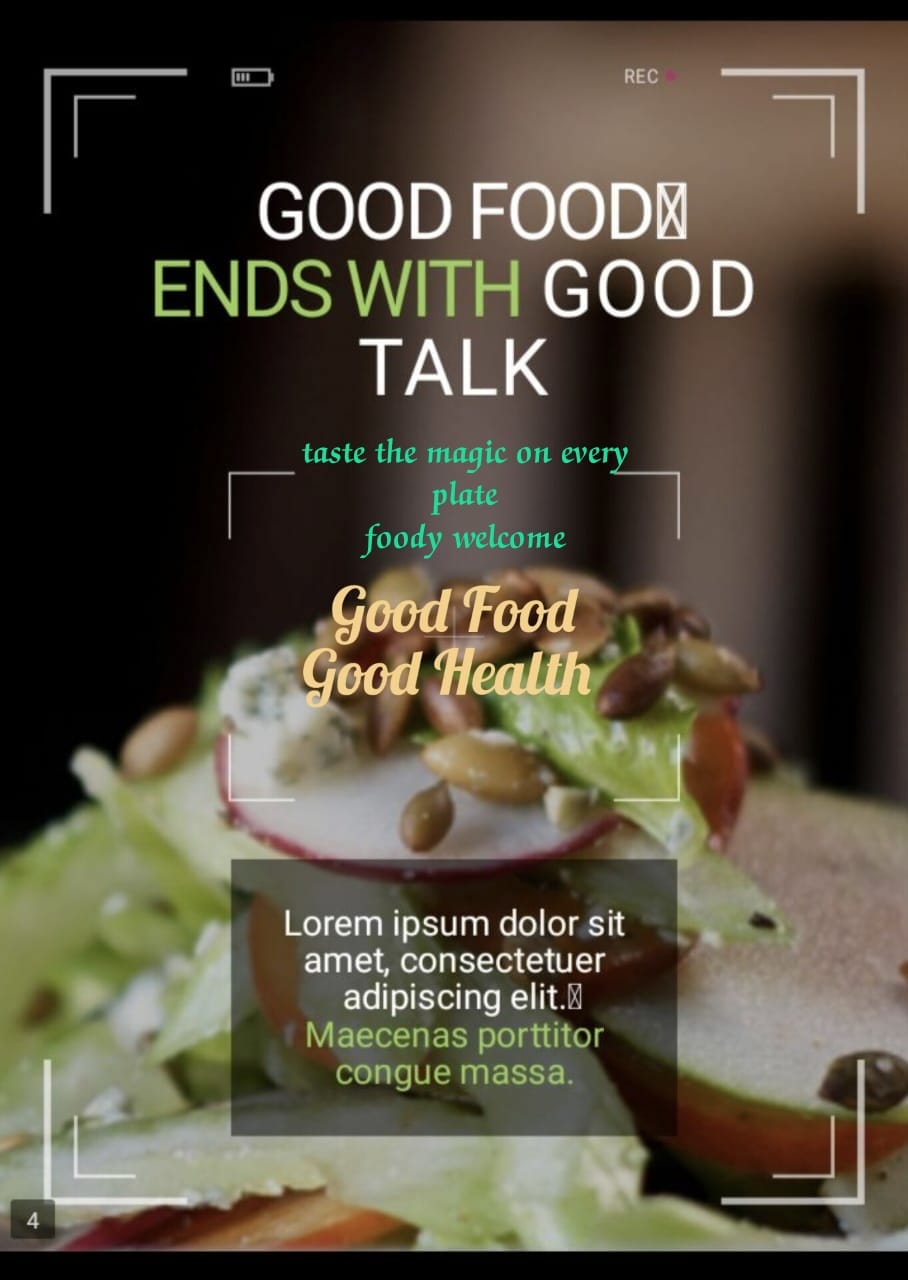 REC
GOOD FOOD
ENDS WITH GOOD
TALK
taste the magic on every
plate
foody welcome
Good Food
Good Health
Lorem ipsum dolor sit
amet, consectetuer
adipiscing elit.
Maecenas porttitor
congue massa.
4